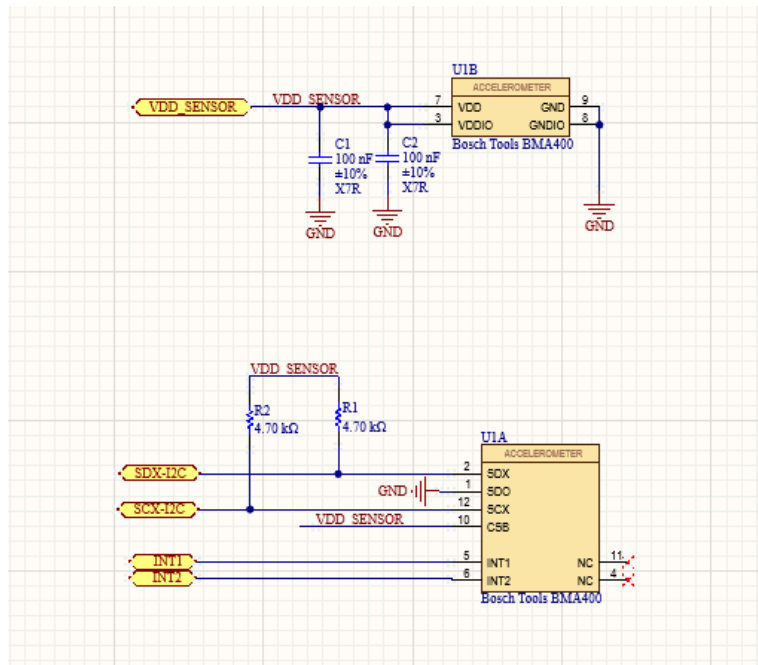 U1B
ACCELEROMETER
VDD_SENSOR
VDD_SENSOR
7
VDD
GND
9
3
VDDIO
GNDIO
8
Bosch Tools BMA400
C1
100 nF
±10%
X7R
C2
100 nF
±10%
X7R
GND
GND
GND
VDD_SENSOR
R2
4.70 kΩ
R1
4.70 kΩ
U1A
ACCELEROMETER
SDX-I2C
2
SDX
GND
1
SDO
SCX-I2C
12
SCX
VDD_SENSOR
10
CSB
INT1
5
INT1
NC
11
INT2
6
INT2
NC
4
Bosch Tools BMA400